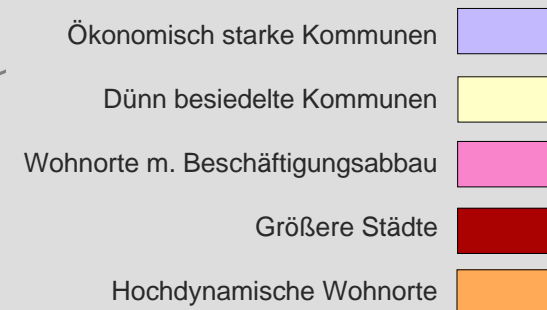 Ökonomisch starke Kommunen
Dünn besiedelte Kommunen
Wohnorte m. Beschäftigungsabbau
Größere Städte
Hochdynamische Wohnorte